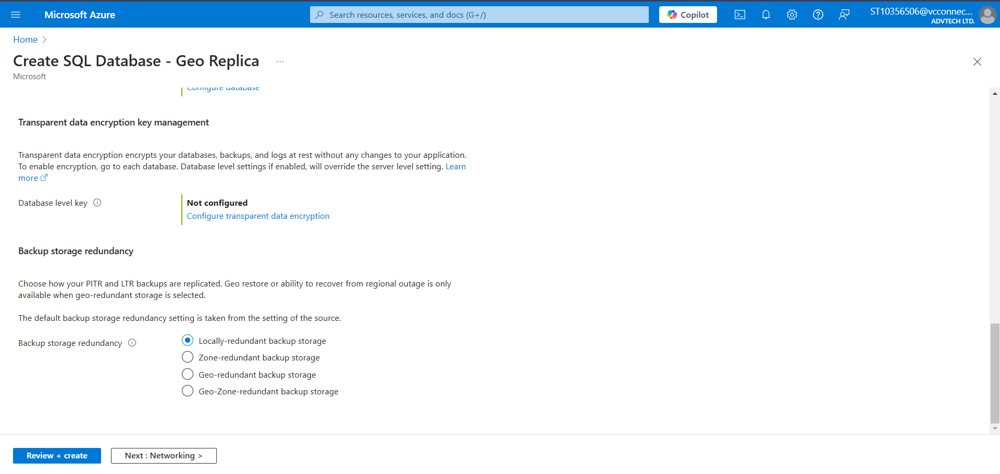 Microsoft Azure
Search resources, services, and docs (G+/)
Copilot
ST10356506@vcconnec...
ADVTECH LTD.
Home
Create SQL Database - Geo Replica
...
Microsoft
Configure database
Transparent data encryption key management
Transparent data encryption encrypts your databases, backups, and logs at rest without any changes to your application.
To enable encryption, go to each database. Database level settings if enabled, will override the server level setting. Learn
more
Database level key
Not configured
Configure transparent data encryption
Backup storage redundancy
Choose how your PITR and LTR backups are replicated. Geo restore or ability to recover from regional outage is only
available when geo-redundant storage is selected.
The default backup storage redundancy setting is taken from the setting of the source.
Backup storage redundancy
Locally-redundant backup storage
Zone-redundant backup storage
Geo-redundant backup storage
Geo-Zone-redundant backup storage
Review + create
Next : Networking >